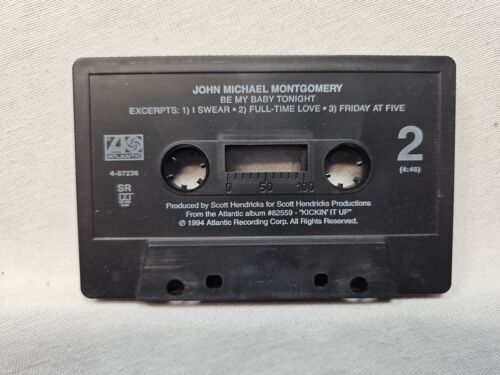 JOHN MICHAEL MONTGOMERY
BE MY BABY TONIGHT
EXCERPTS: 1) I SWEAR • 2) FULL-TIME LOVE • 3) FRIDAY AT FIVE
ATLANTIC
4-87236
SR
2
(4:46)
0 50 100
Produced by Scott Hendricks for Scott Hendricks Productions
From the Atlantic album #82559 - "KICKIN' IT UP"
℗ 1994 Atlantic Recording Corp. All Rights Reserved.